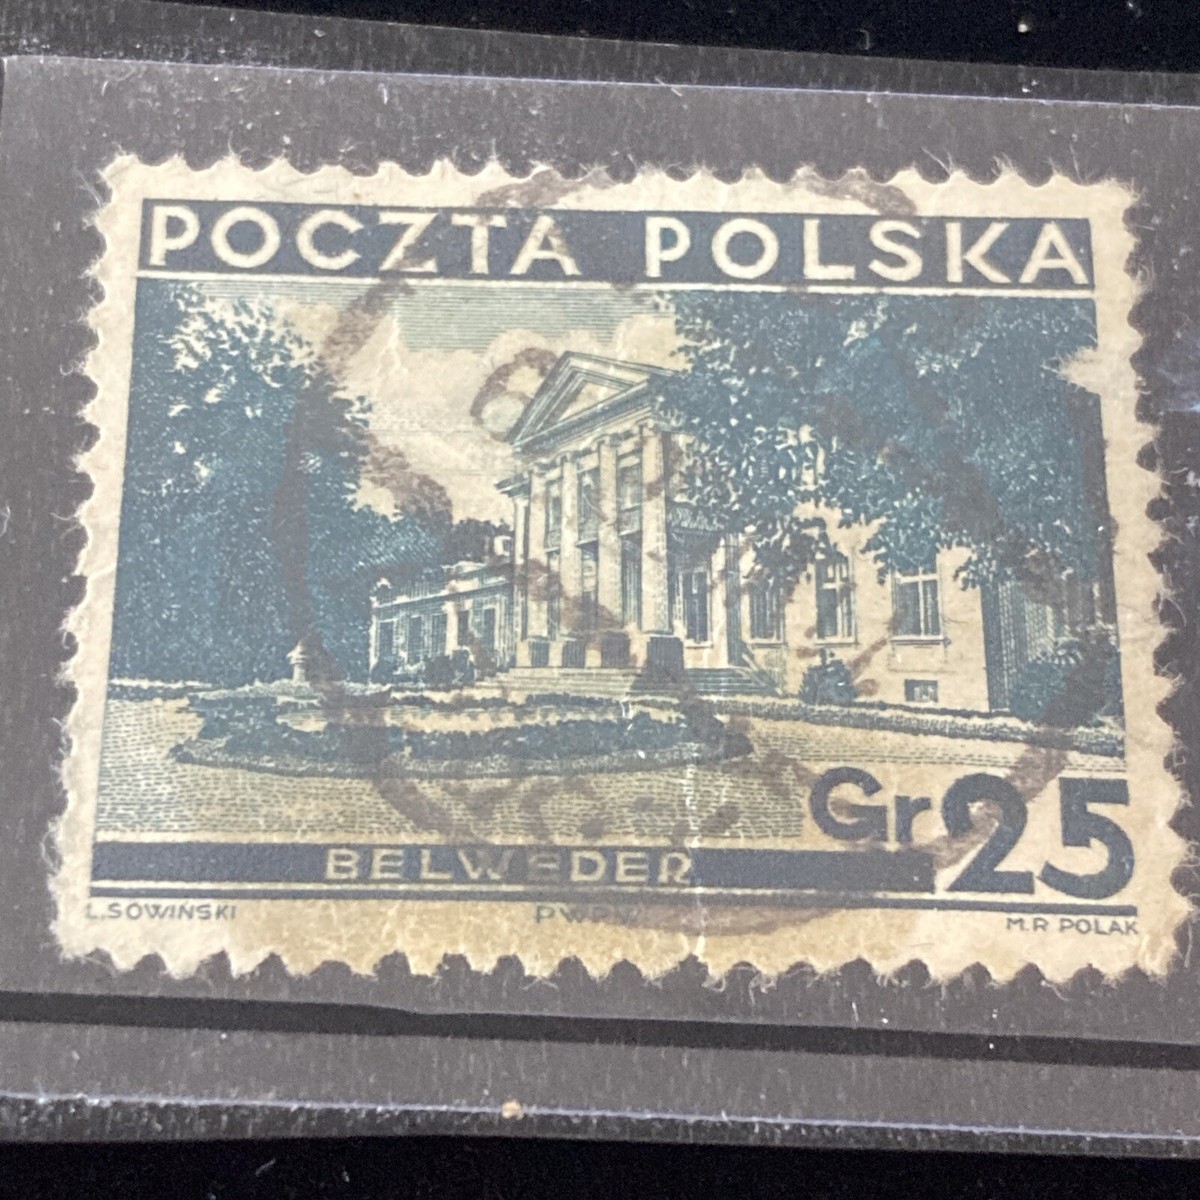 POCZTA POLSKA
Gr 25
BELWEDER
L.SOWIŃSKI PWPW M.R POLAK